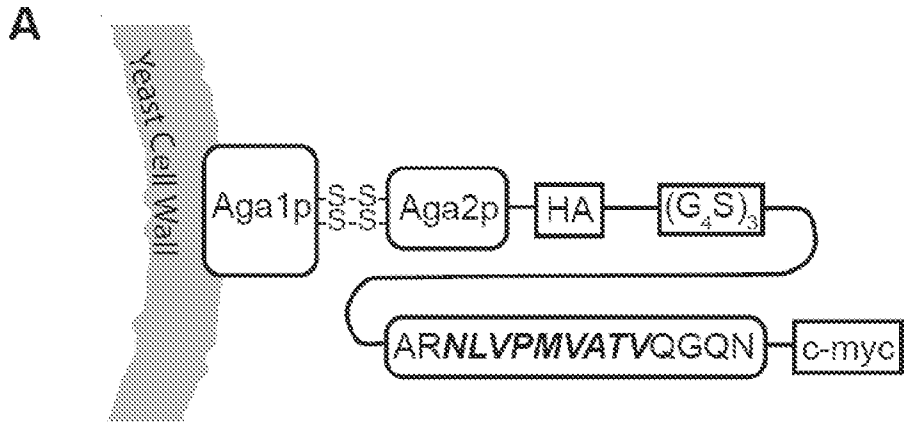 A
Yeast Cell Wall
Aga1p
S-S
S-S
Aga2p
HA
(G₄S)₃
ARNLVPMVATVQGQN
c-myc